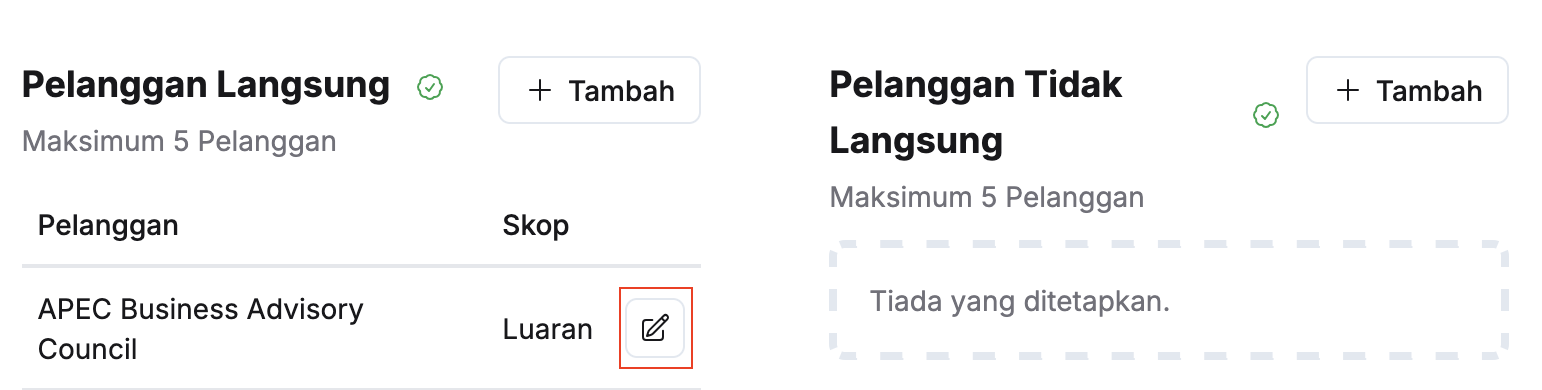 Pelanggan Langsung
+ Tambah
Maksimum 5 Pelanggan
Pelanggan Skop
APEC Business Advisory
Council
Luaran
Pelanggan Tidak
Langsung
+ Tambah
Maksimum 5 Pelanggan
Tiada yang ditetapkan.